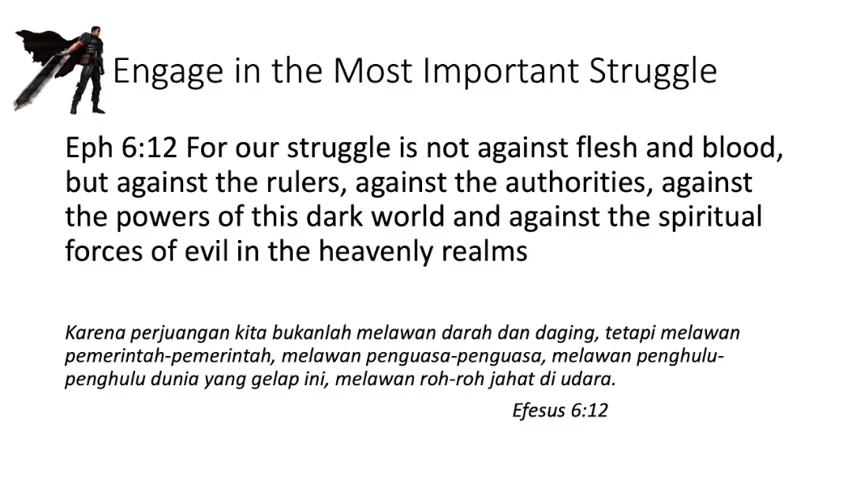 Engage in the Most Important Struggle
Eph 6:12 For our struggle is not against flesh and blood,
but against the rulers, against the authorities, against
the powers of this dark world and against the spiritual
forces of evil in the heavenly realms
Karena perjuangan kita bukanlah melawan darah dan daging, tetapi melawan
pemerintah-pemerintah, melawan penguasa-penguasa, melawan penghulu-
penghulu dunia yang gelap ini, melawan roh-roh jahat di udara.
Efesus 6:12